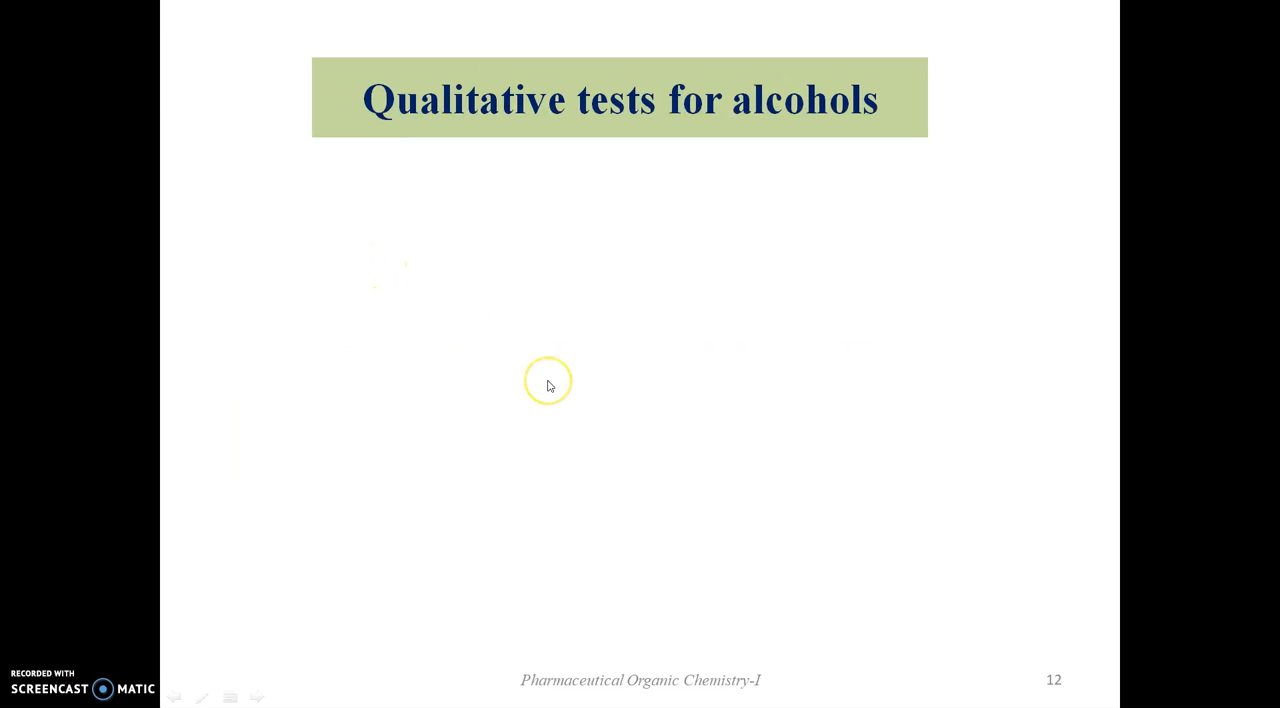 Qualitative tests for alcohols
RECORDED WITH
SCREENCAST MATIC
Pharmaceutical Organic Chemistry-I
12